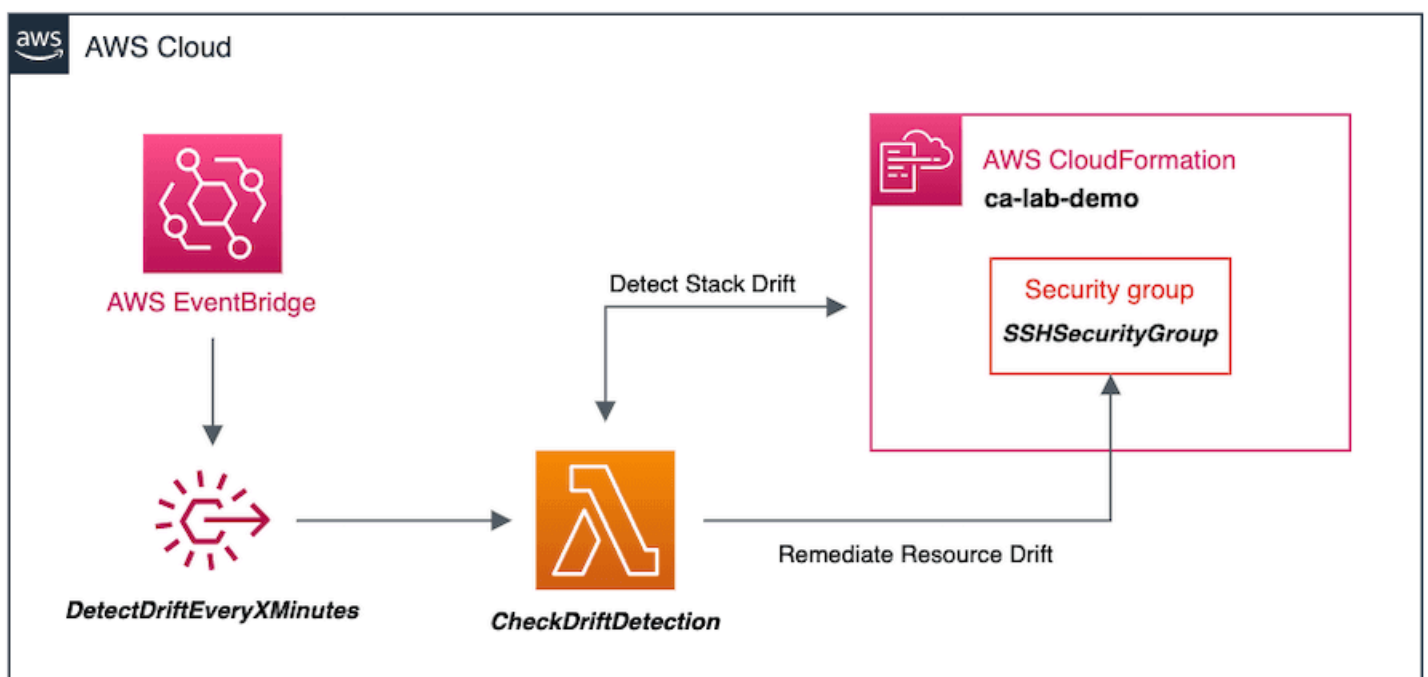 aws
AWS Cloud
AWS CloudFormation
ca-lab-demo
Security group
SSHSecurityGroup
Detect Stack Drift
AWS EventBridge
Remediate Resource Drift
DetectDriftEveryXMinutes
CheckDriftDetection